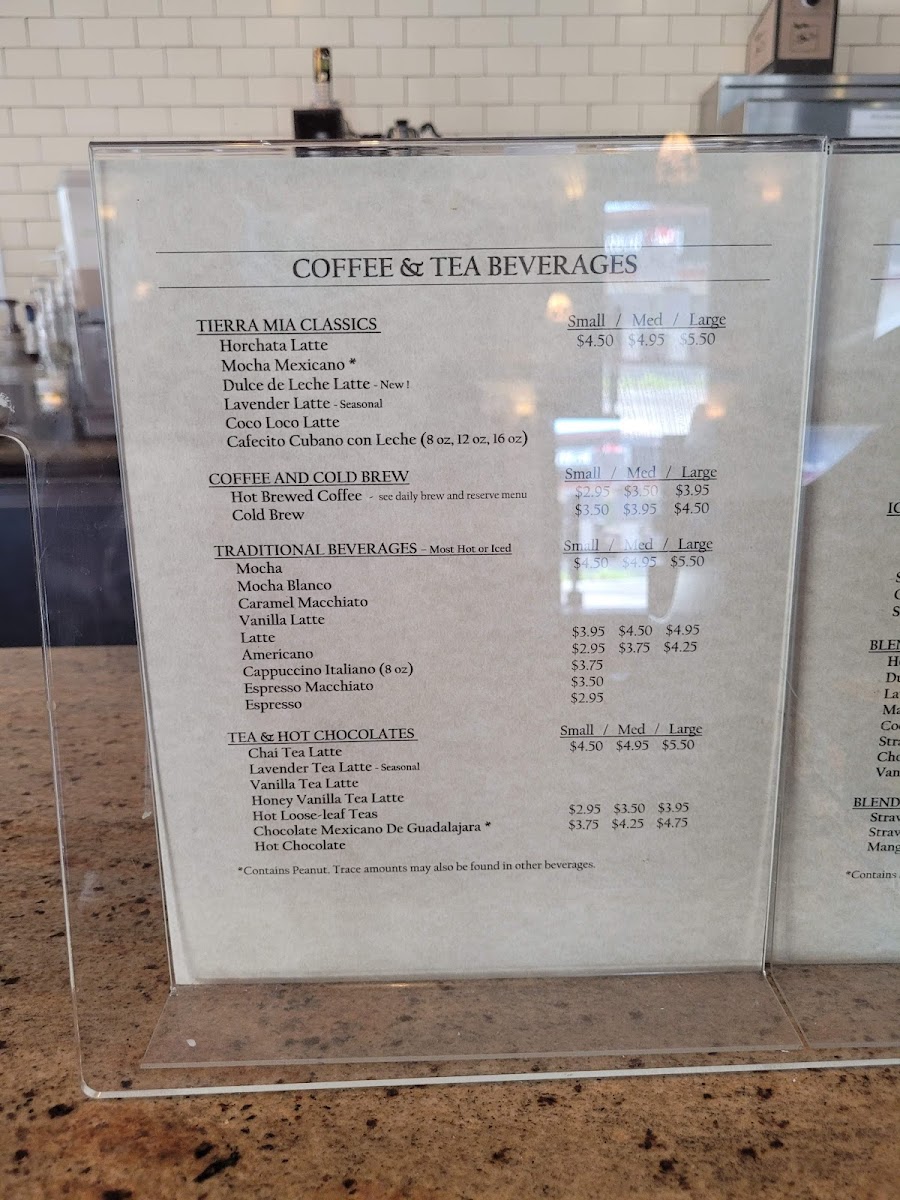 COFFEE & TEA BEVERAGES
TIERRA MIA CLASSICS Small / Med / Large
Horchata Latte $4.50 $4.95 $5.50
Mocha Mexicano *
Dulce de Leche Latte - New !
Lavender Latte - Seasonal
Coco Loco Latte
Cafecito Cubano con Leche (8 oz, 12 oz, 16 oz)
COFFEE AND COLD BREW Small / Med / Large
Hot Brewed Coffee - see daily brew and reserve menu $2.95 $3.50 $3.95
Cold Brew $3.50 $3.95 $4.50
TRADITIONAL BEVERAGES - Most Hot or Iced Small / Med / Large
Mocha $4.50 $4.95 $5.50
Mocha Blanco
Caramel Macchiato
Vanilla Latte
Latte $3.95 $4.50 $4.95
Americano $2.95 $3.75 $4.25
Cappuccino Italiano (8 oz) $3.75
Espresso Macchiato $3.50
Espresso $2.95
TEA & HOT CHOCOLATES Small / Med / Large
Chai Tea Latte $4.50 $4.95 $5.50
Lavender Tea Latte - Seasonal
Vanilla Tea Latte
Honey Vanilla Tea Latte
Hot Loose-leaf Teas $2.95 $3.50 $3.95
Chocolate Mexicano De Guadalajara * $3.75 $4.25 $4.75
Hot Chocolate
*Contains Peanut. Trace amounts may also be found in other beverages.
BLEND
*Contains